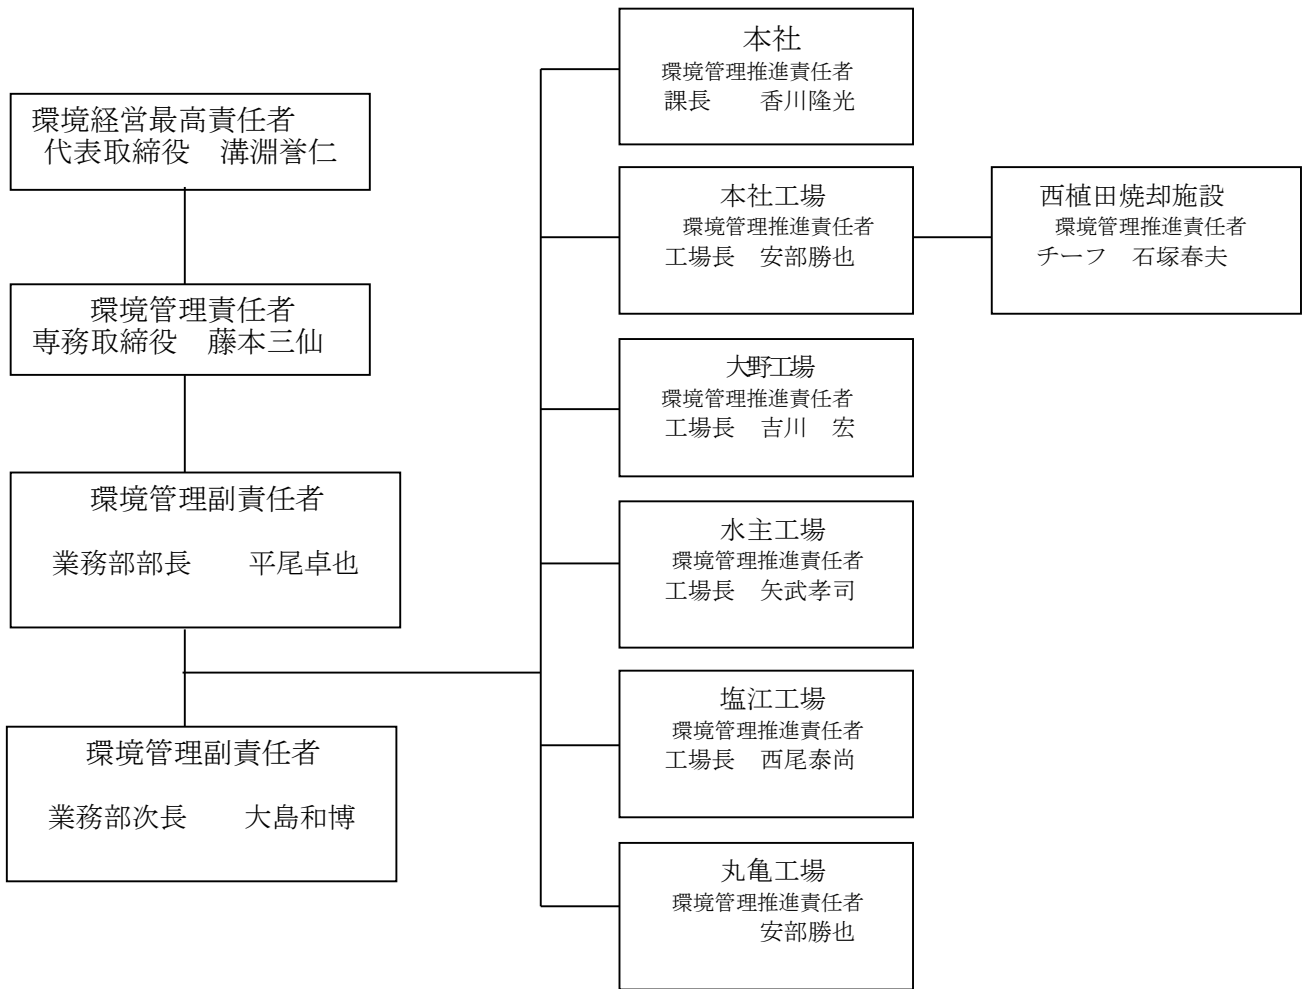 環境経営最高責任者
代表取締役　溝淵誉仁
環境管理責任者
専務取締役　藤本三仙
環境管理副責任者
業務部部長　　平尾卓也
環境管理副責任者
業務部次長　　大島和博
本社
環境管理推進責任者
課長　　香川隆光
本社工場
環境管理推進責任者
工場長　安部勝也
西植田焼却施設
環境管理推進責任者
チーフ　石塚春夫
大野工場
環境管理推進責任者
工場長　吉川　宏
水主工場
環境管理推進責任者
工場長　矢武孝司
塩江工場
環境管理推進責任者
工場長　西尾泰尚
丸亀工場
環境管理推進責任者
安部勝也